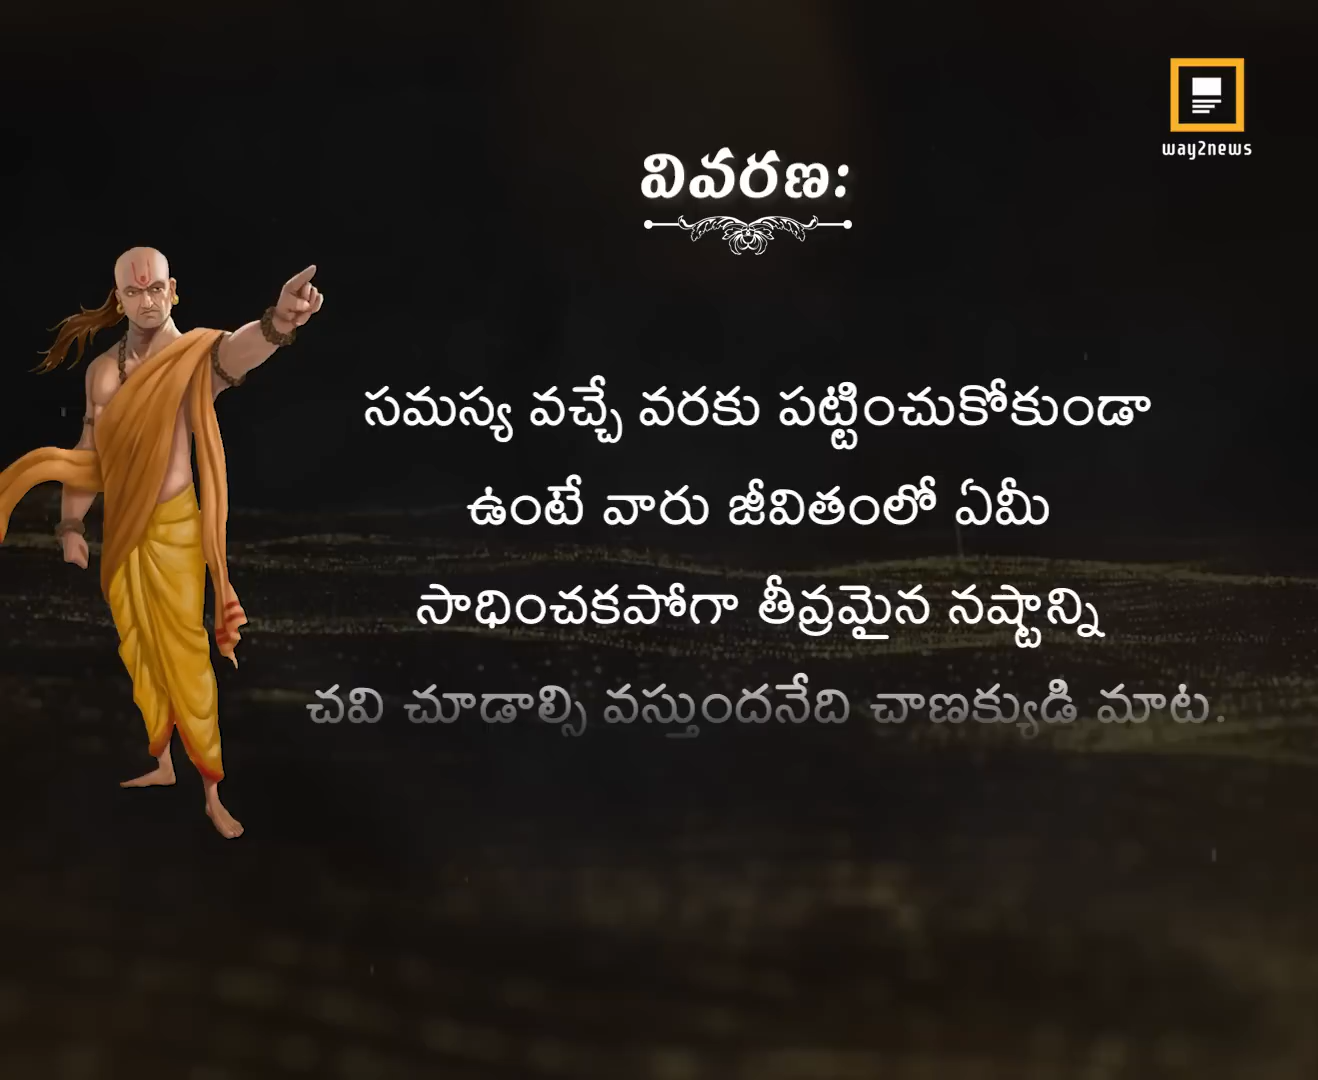 way2news
వివరణ:
సమస్య వచ్చే వరకు పట్టించుకోకుండా
ఉంటే వారు జీవితంలో ఏమీ
సాధించకపోగా తీవ్రమైన నష్టాన్ని
చవి చూడాల్సి వస్తుందనేది చాణక్యుడి మాట.